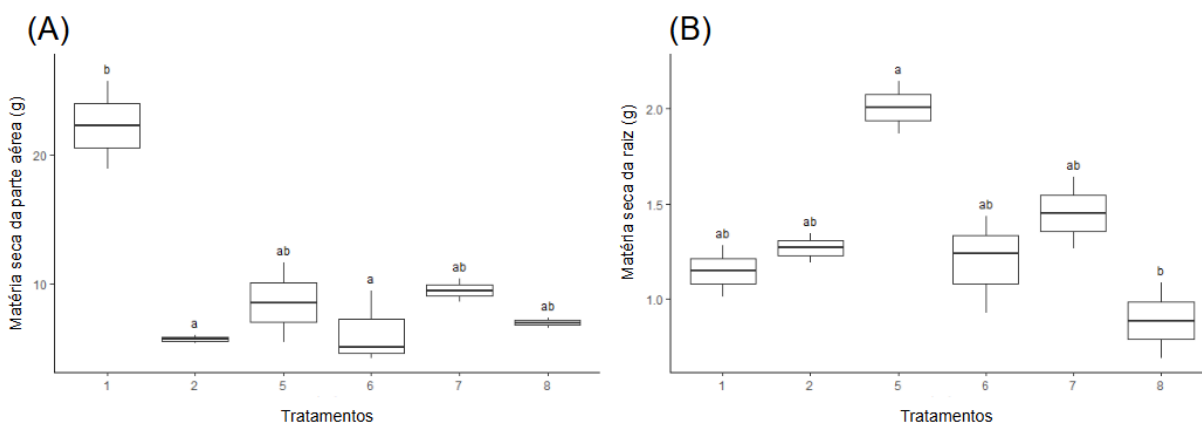 (A)
Matéria seca da parte aérea (g)
20
10
b
a
ab
a
ab
ab
1 2 5 6 7 8
Tratamentos
(B)
Matéria seca da raiz (g)
2.0
1.5
1.0
ab
ab
a
ab
ab
b
1 2 5 6 7 8
Tratamentos